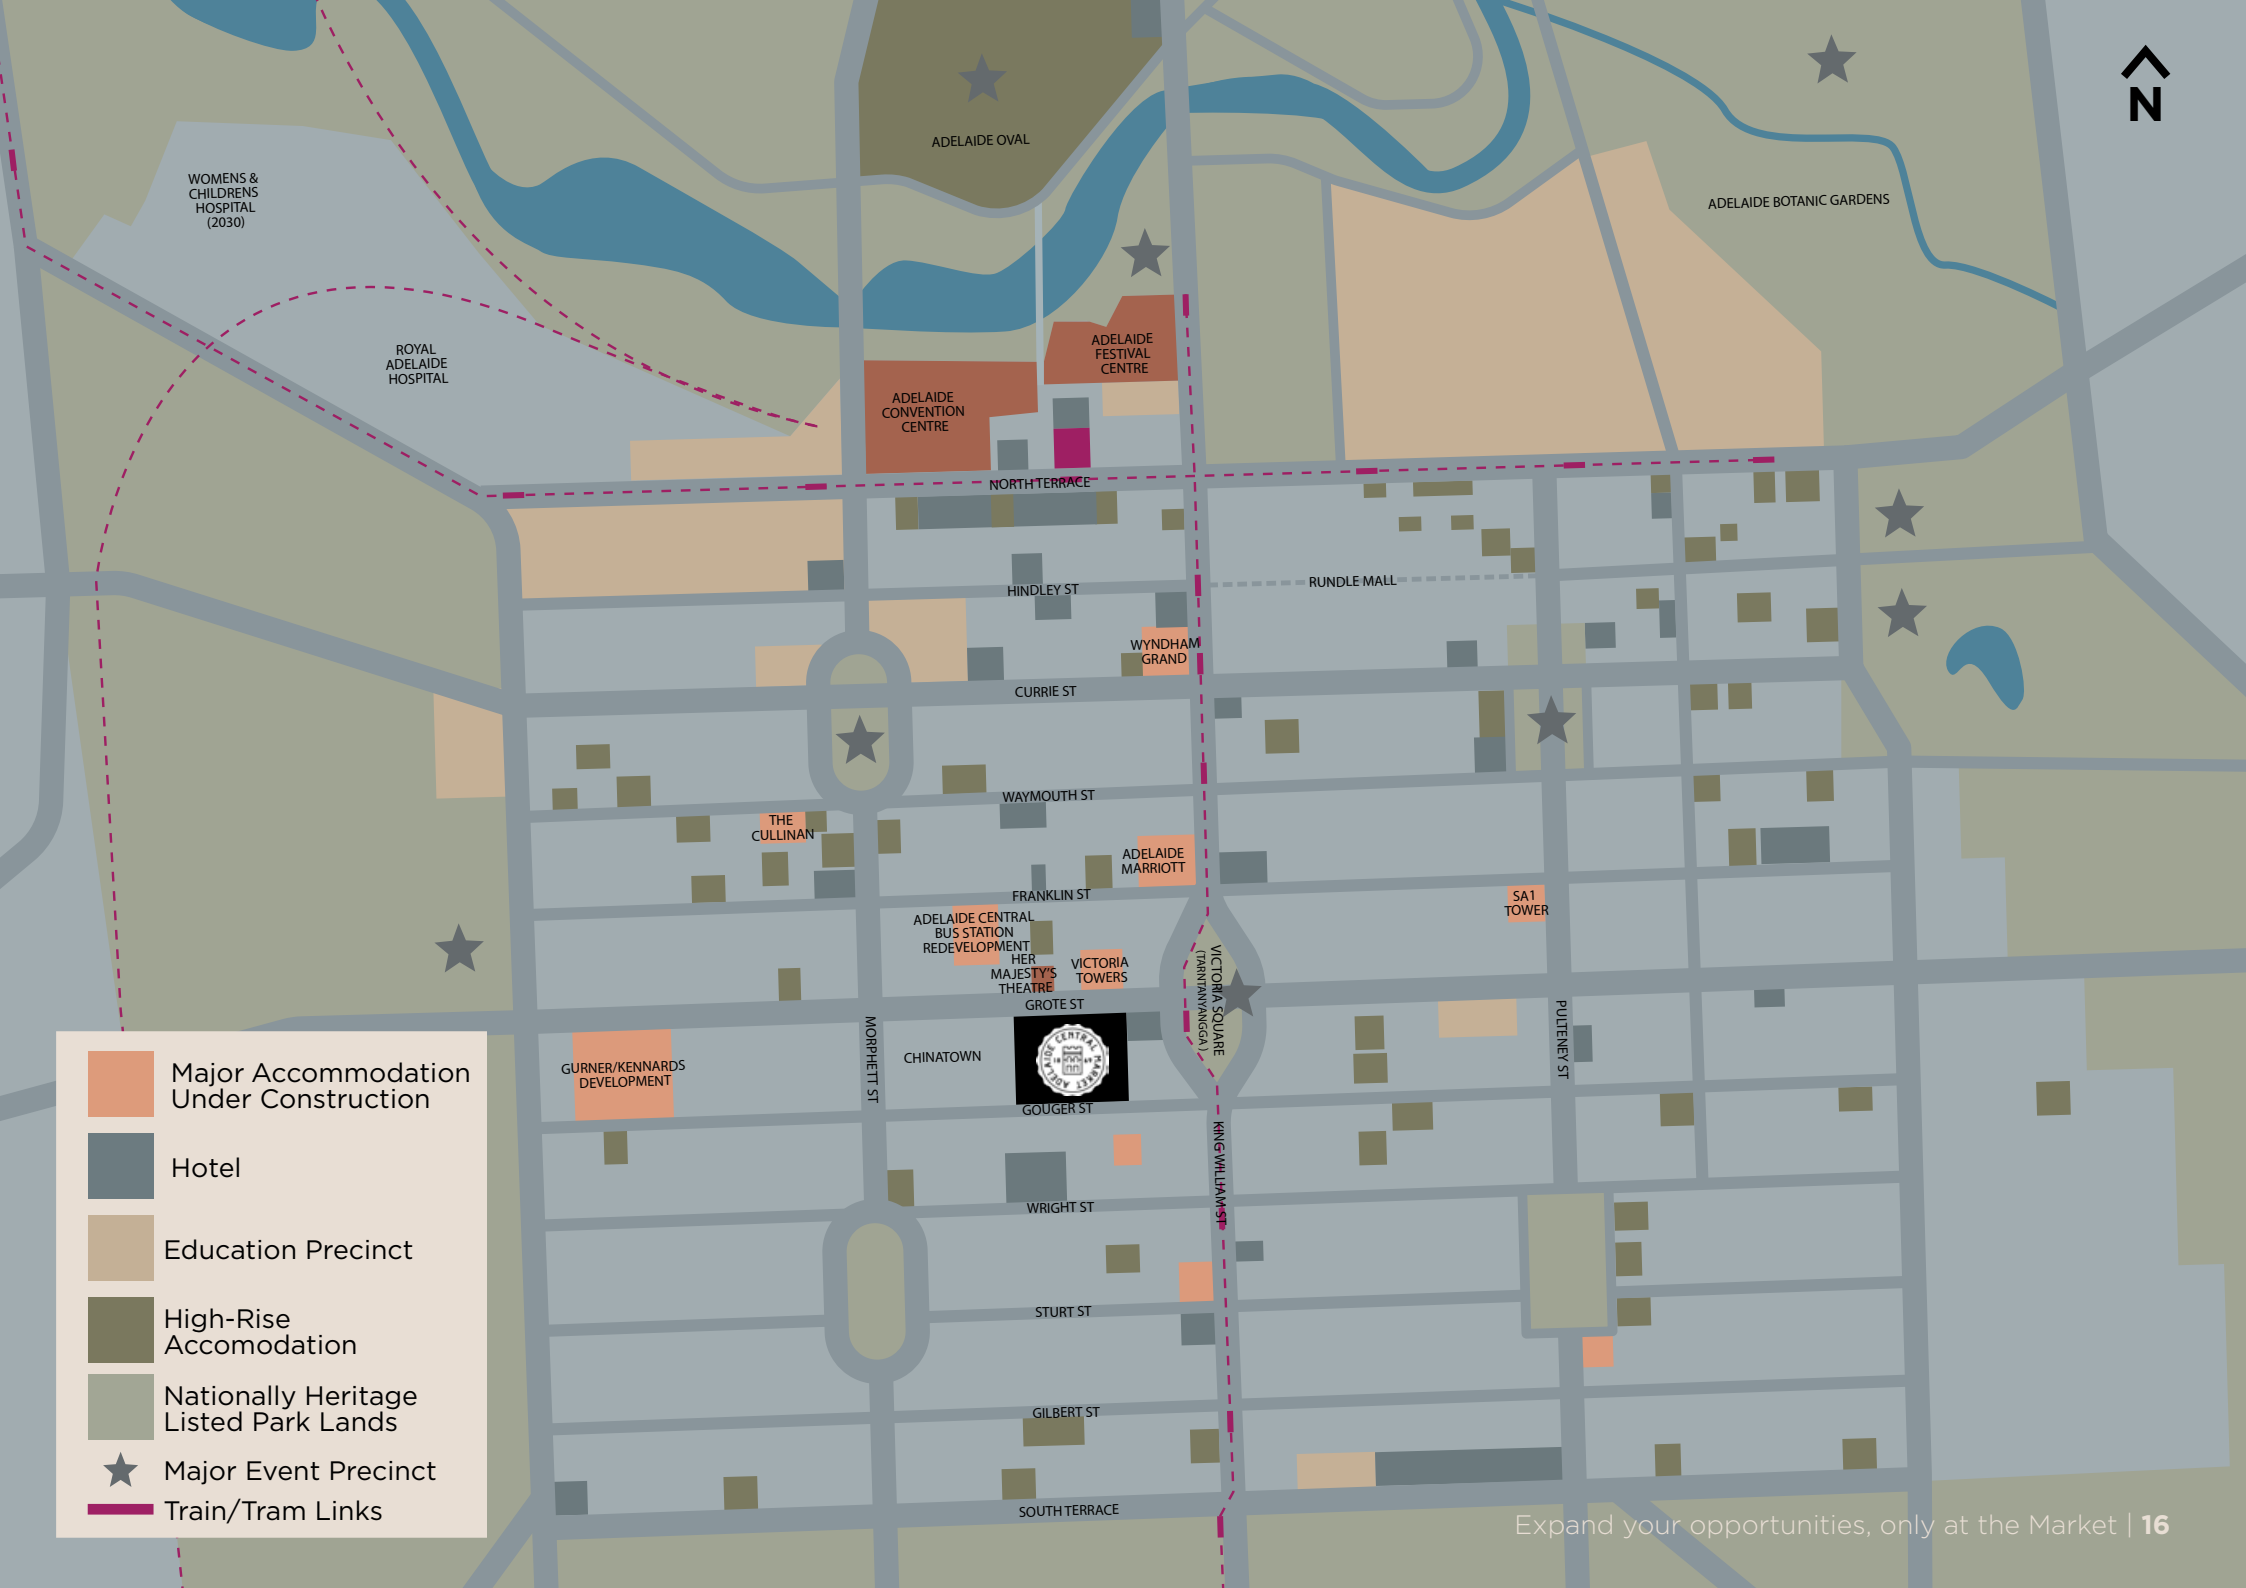 N
ADELAIDE OVAL
WOMENS &
CHILDRENS
HOSPITAL
(2030)
ADELAIDE BOTANIC GARDENS
ROYAL
ADELAIDE
HOSPITAL
ADELAIDE
FESTIVAL
CENTRE
ADELAIDE
CONVENTION
CENTRE
NORTH TERRACE
HINDLEY ST
RUNDLE MALL
WYNDHAM
GRAND
CURRIE ST
WAYMOUTH ST
THE
CULLINAN
ADELAIDE
MARRIOTT
FRANKLIN ST
SA1
TOWER
ADELAIDE CENTRAL
BUS STATION
REDEVELOPMENT
HER
MAJESTY'S
THEATRE
VICTORIA
TOWERS
VICTORIA SQUARE
(TARNTANYANGGA)
GROTE ST
PULTENEY ST
MORPHETT ST
CHINATOWN
ADELAIDE CENTRAL MARKET ADELAIDE
1869
GURNER/KENNARDS
DEVELOPMENT
GOUGER ST
KING WILLIAM ST
WRIGHT ST
STURT ST
GILBERT ST
SOUTH TERRACE
Major Accommodation
Under Construction
Hotel
Education Precinct
High-Rise
Accomodation
Nationally Heritage
Listed Park Lands
Major Event Precinct
Train/Tram Links
Expand your opportunities, only at the Market | 16